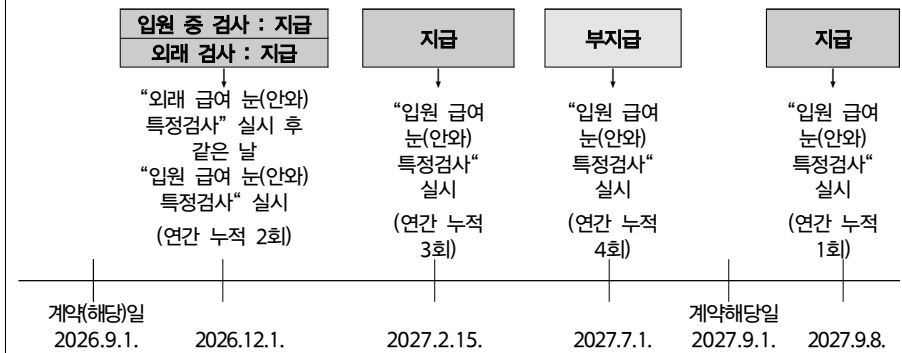 입원 중 검사 : 지급
외래 검사 : 지급
지급
부지급
지급
“외래 급여 눈(안와)
특정검사” 실시 후
같은 날
“입원 급여 눈(안와)
특정검사“ 실시
(연간 누적 2회)
“입원 급여
눈(안와)
특정검사“
실시
(연간 누적
3회)
“입원 급여
눈(안와)
특정검사“
실시
(연간 누적
4회)
“입원 급여
눈(안와)
특정검사“
실시
(연간 누적
1회)
계약(해당)일
2026.9.1.
2026.12.1.
2027.2.15.
2027.7.1.
계약해당일
2027.9.1.
2027.9.8.